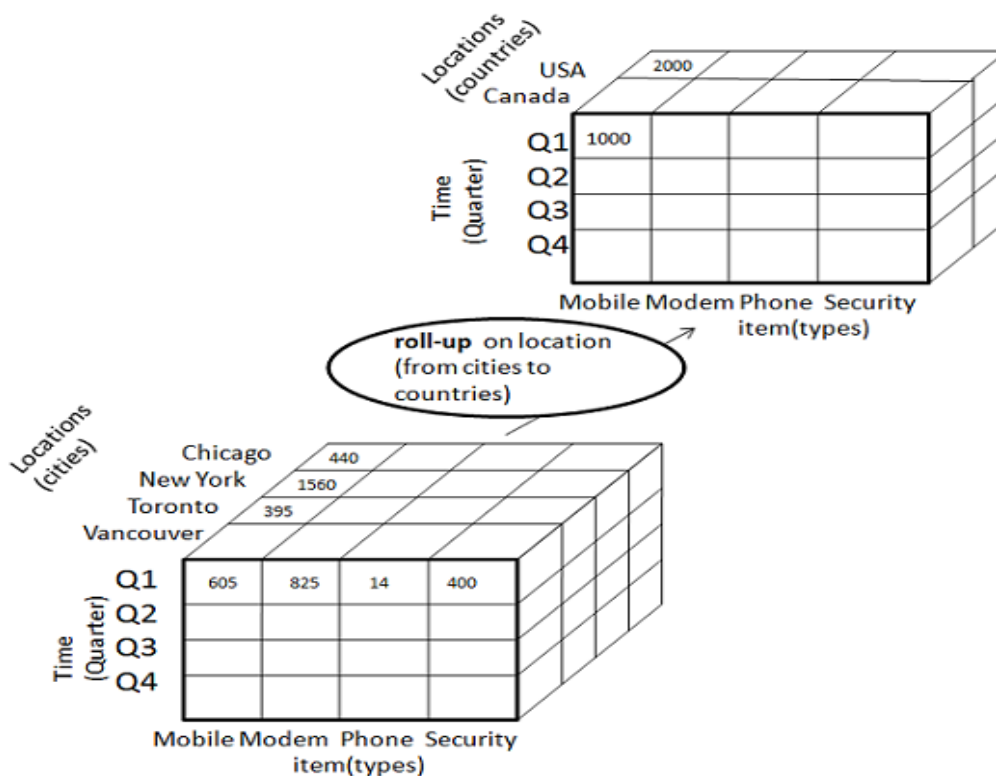 Locations
(countries)
USA
Canada
2000
Time
(Quarter)
Q1
Q2
Q3
Q4
1000
Mobile Modem Phone Security
item(types)
roll-up on location
(from cities to
countries)
Locations
(cities)
Chicago
New York
Toronto
Vancouver
440
1560
395
Time
(Quarter)
Q1
Q2
Q3
Q4
605 825 14 400
Mobile Modem Phone Security
item(types)